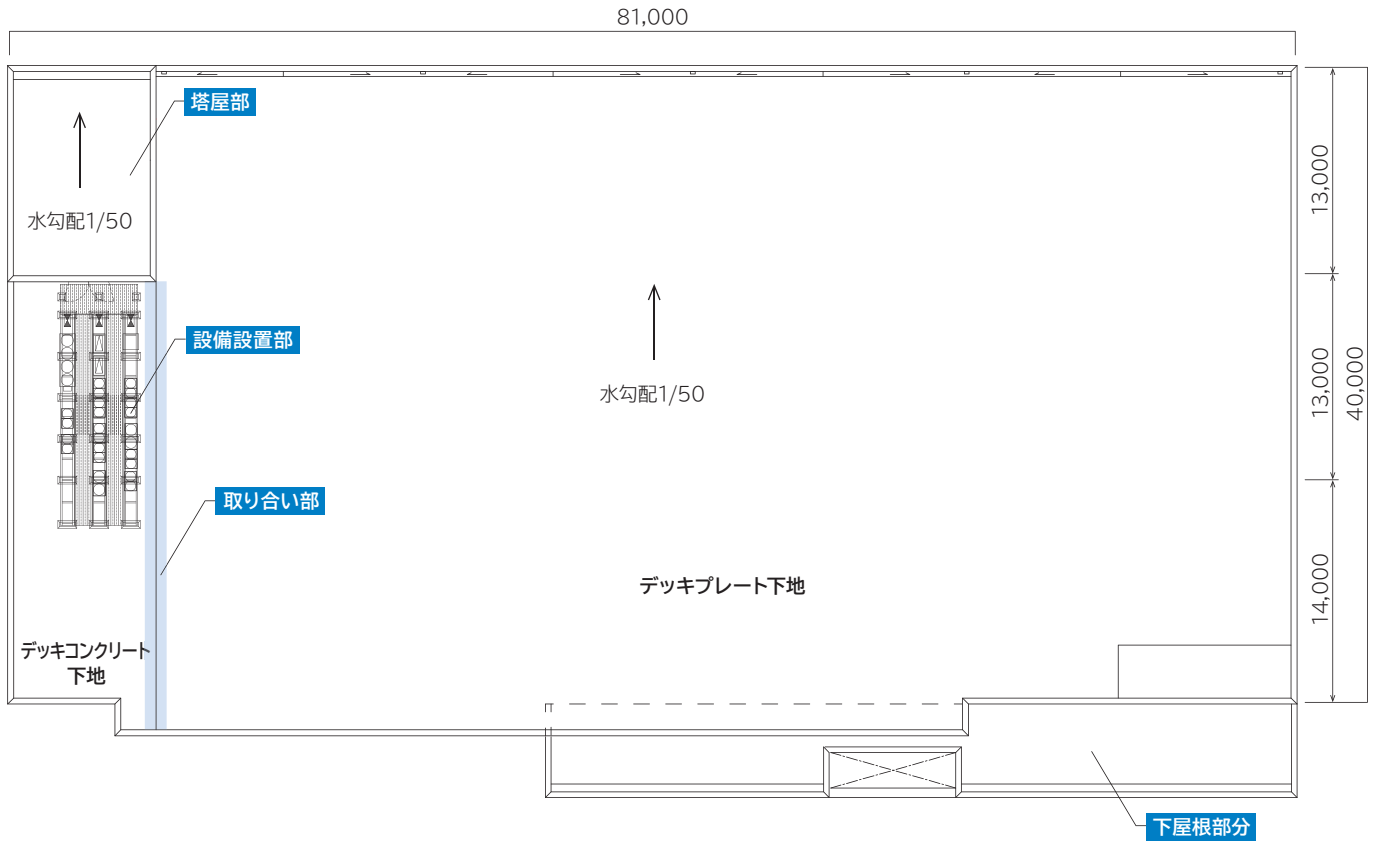 81,000
塔屋部
水勾配1/50
13,000
設備設置部
水勾配1/50
13,000
40,000
取り合い部
デッキプレート下地
14,000
デッキコンクリート
下地
下屋根部分